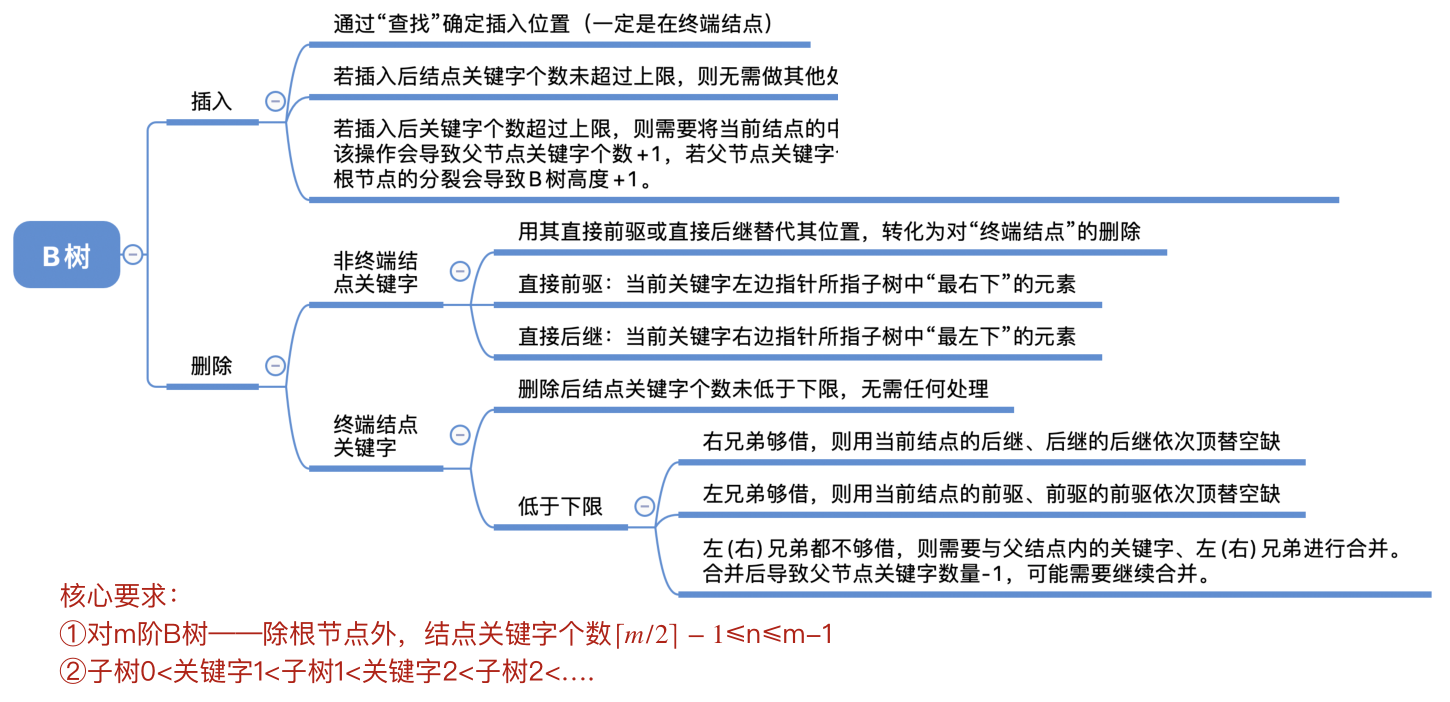 通过“查找”确定插入位置（一定是在终端结点）
若插入后结点关键字个数未超过上限，则无需做其他
插入
若插入后关键字个数超过上限，则需要将当前结点的
该操作会导致父节点关键字个数+1，若父节点关键字
根节点的分裂会导致B树高度+1。
B树
用其直接前驱或直接后继替代其位置，转化为对“终端结点”的删除
非终端结
点关键字
直接前驱：当前关键字左边指针所指子树中“最右下”的元素
直接后继：当前关键字右边指针所指子树中“最左下”的元素
删除
删除后结点关键字个数未低于下限，无需任何处理
终端结点
关键字
右兄弟够借，则用当前结点的后继、后继的后继依次顶替空缺
低于下限
左兄弟够借，则用当前结点的前驱、前驱的前驱依次顶替空缺
左(右)兄弟都不够借，则需要与父结点内的关键字、左(右)兄弟进行合并。
合并后导致父节点关键字数量-1，可能需要继续合并。
核心要求：
①对m阶B树——除根节点外，结点关键字个数⌈m/2⌉ − 1≤n≤m–1
②子树0<关键字1<子树1<关键字2<子树2<....